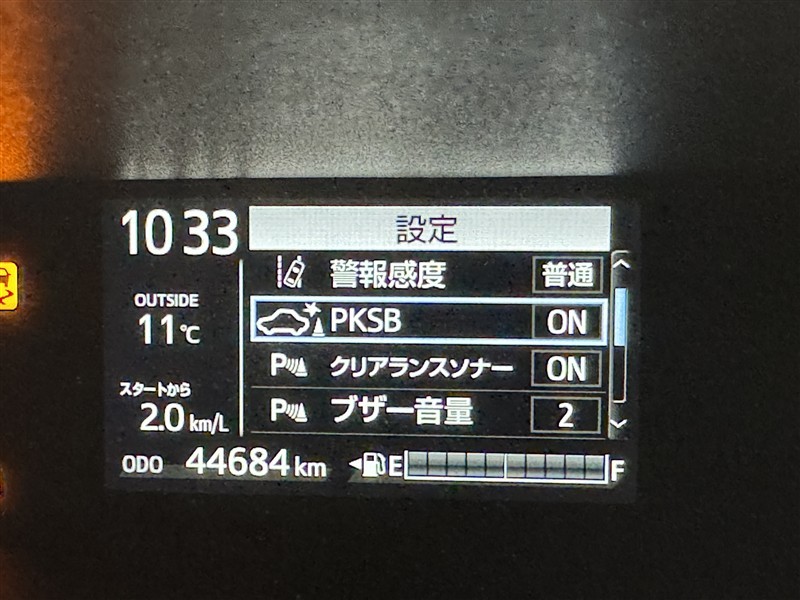 10 33
設定
警報感度 普通
PKSB ON
クリアランスソナー ON
ブザー音量 2
OUTSIDE
11℃
スタートから
2.0 km/L
ODO 44684 km
E F